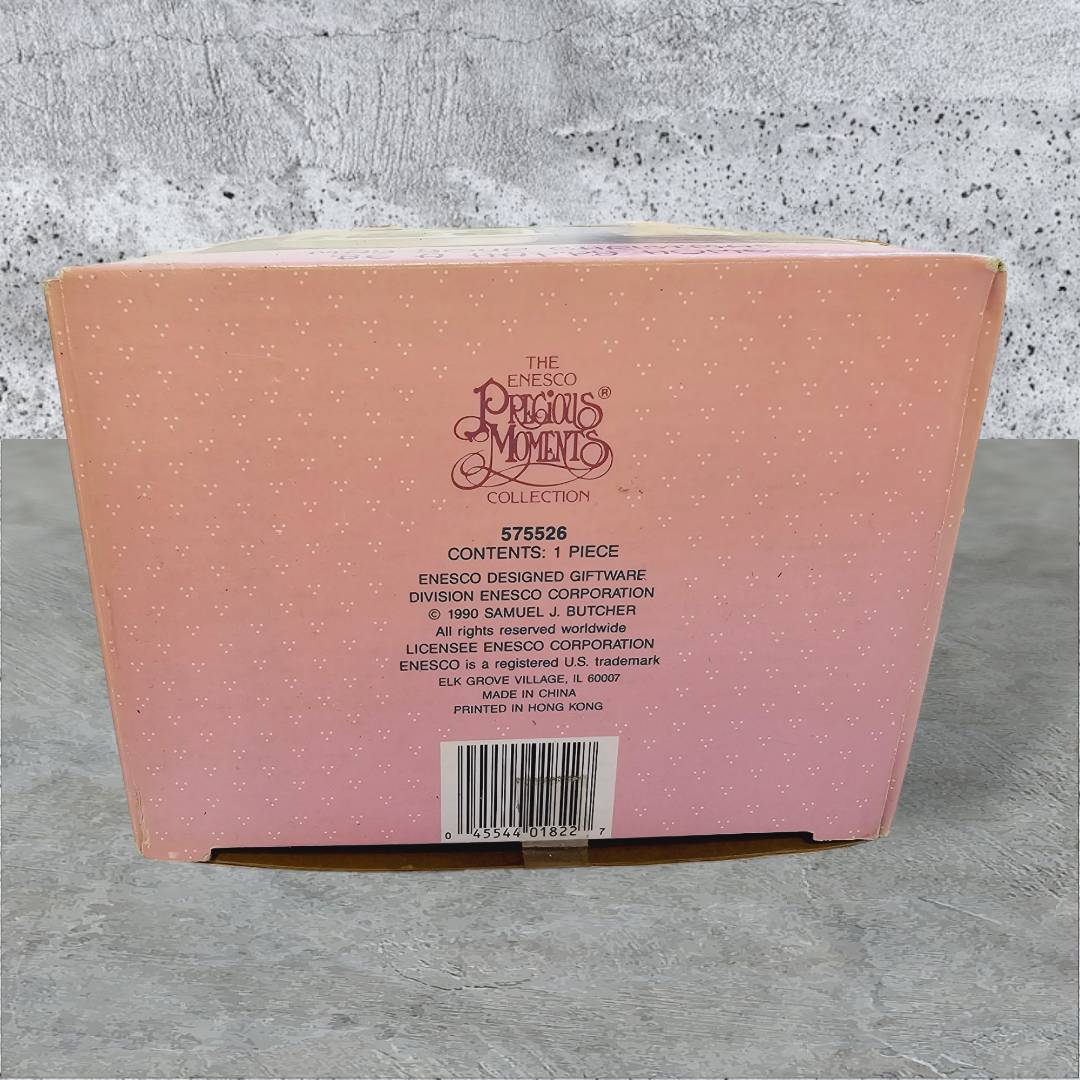 THE
ENESCO
PRECIOUS®
MOMENTS
COLLECTION
575526
CONTENTS: 1 PIECE
ENESCO DESIGNED GIFTWARE
DIVISION ENESCO CORPORATION
© 1990 SAMUEL J. BUTCHER
All rights reserved worldwide
LICENSEE ENESCO CORPORATION
ENESCO is a registered U.S. trademark
ELK GROVE VILLAGE, IL 60007
MADE IN CHINA
PRINTED IN HONG KONG
0 45544 01822 7